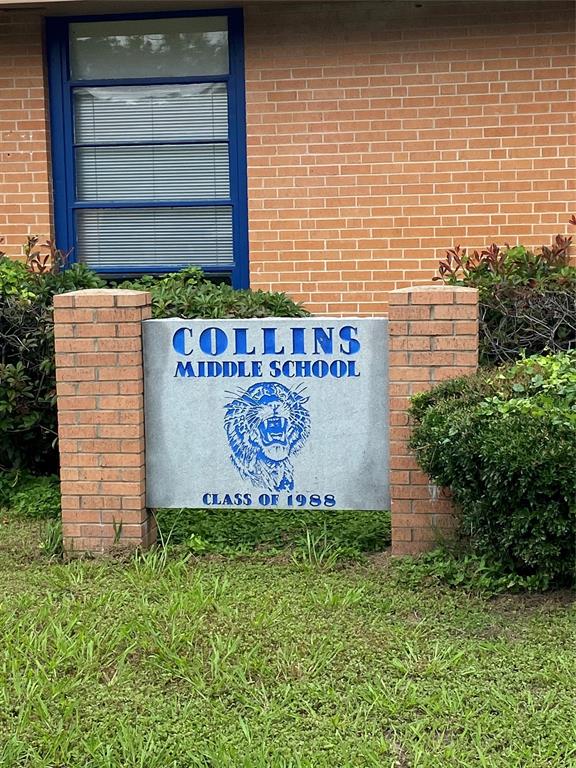 COLLINS
MIDDLE SCHOOL
CLASS OF 1988